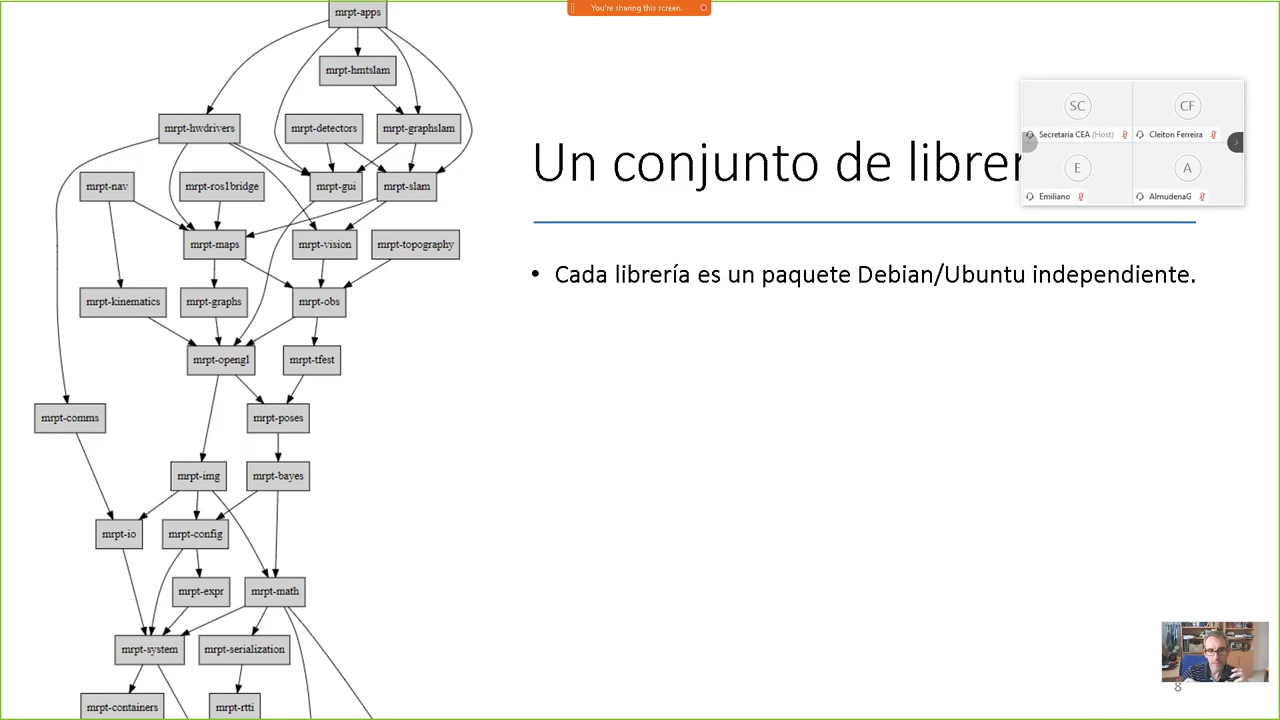 You're sharing this screen.
mrpt-apps
mrpt-hmtslam
mrpt-hwdrivers
mrpt-detectors
mrpt-graphslam
mrpt-nav
mrpt-ros1bridge
mrpt-gui
mrpt-slam
mrpt-maps
mrpt-vision
mrpt-topography
mrpt-kinematics
mrpt-graphs
mrpt-obs
mrpt-opengl
mrpt-tfest
mrpt-comms
mrpt-poses
mrpt-img
mrpt-bayes
mrpt-io
mrpt-config
mrpt-expr
mrpt-math
mrpt-system
mrpt-serialization
mrpt-containers
mrpt-rtti
Un conjunto de librer
• Cada librería es un paquete Debian/Ubuntu independiente.
SC
CF
Secretaria CEA (Host)
Cleiton Ferreira
E
A
Emiliano
AlmudenaG
8